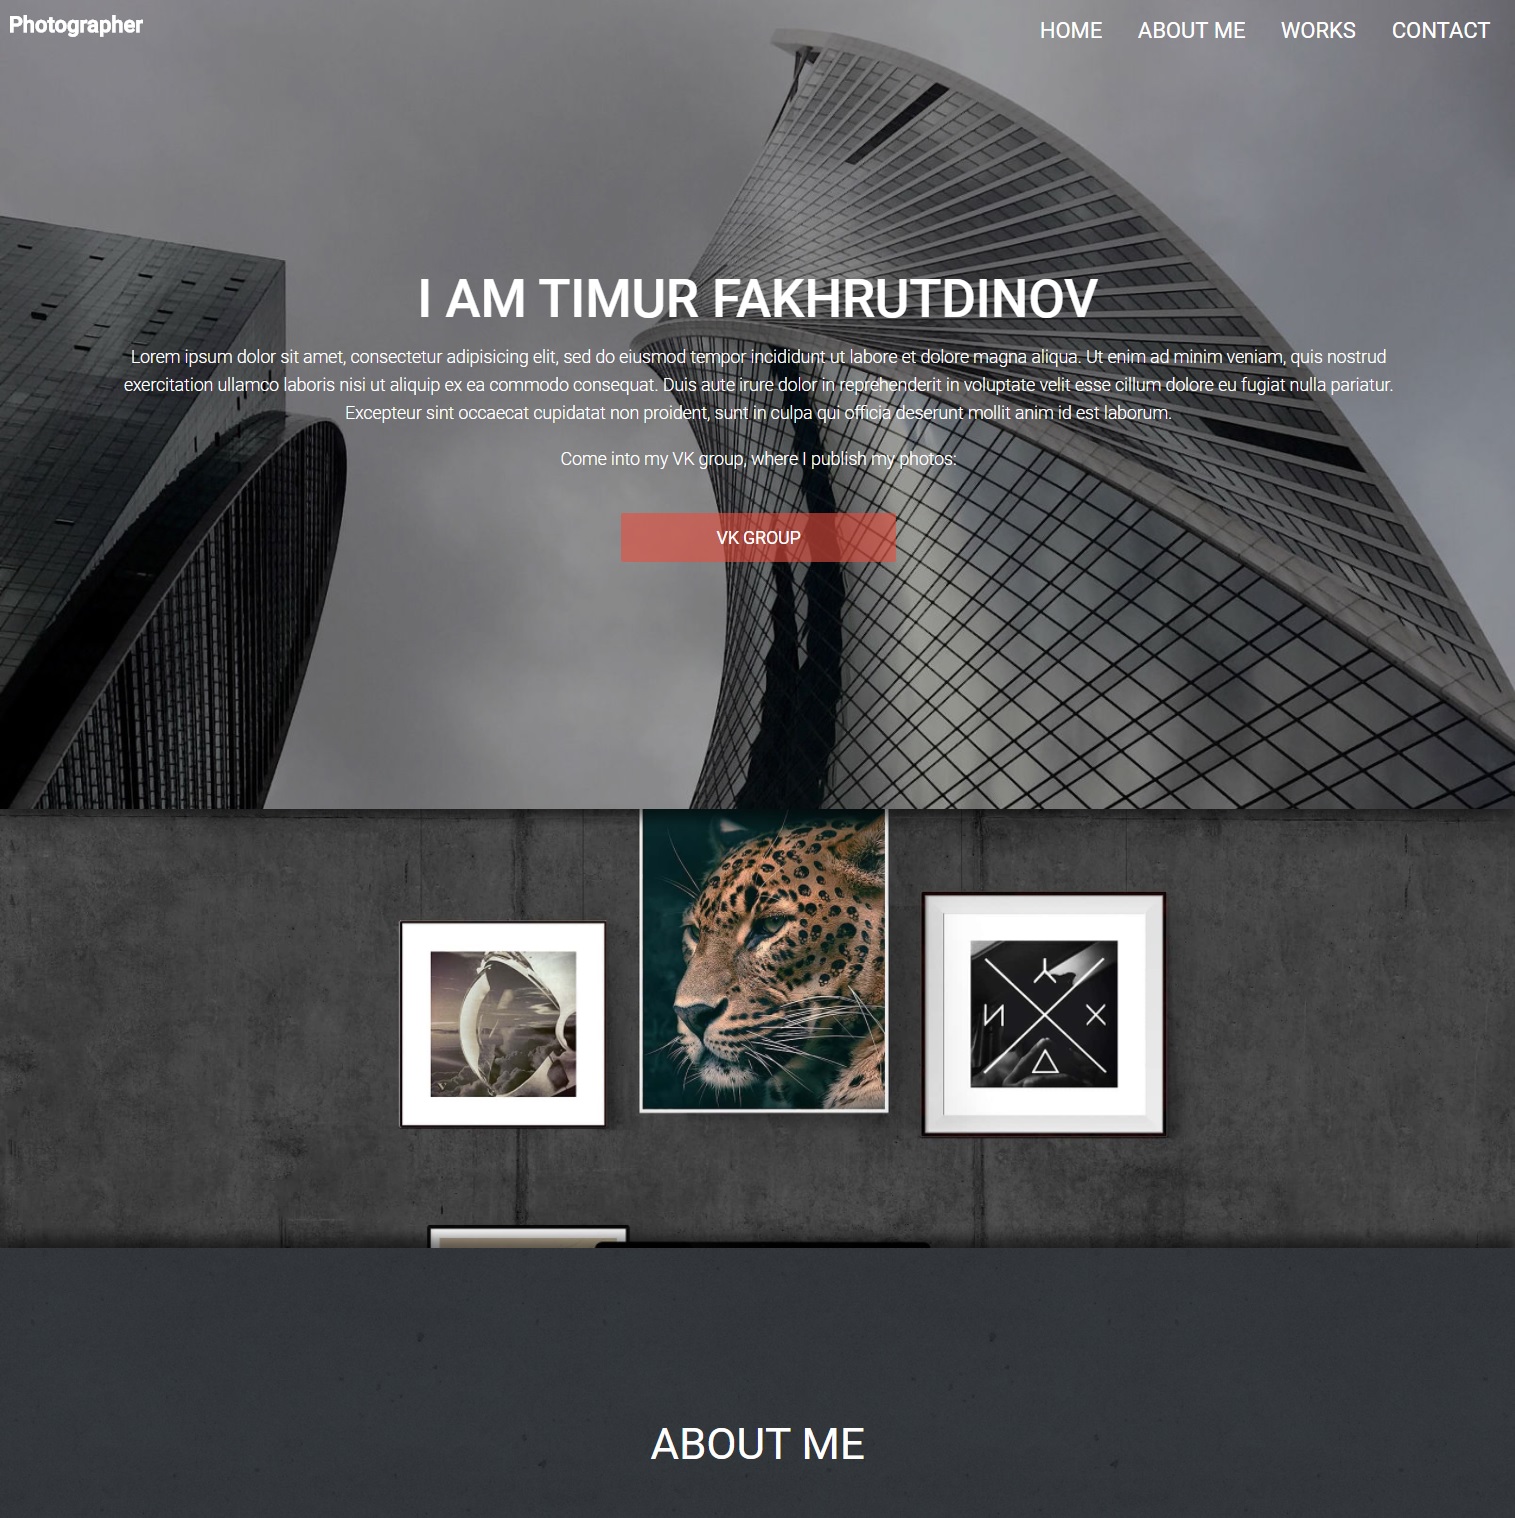 Photographer
HOME ABOUT ME WORKS CONTACT
I AM TIMUR FAKHRUTDINOV
Lorem ipsum dolor sit amet, consectetur adipisicing elit, sed do eiusmod tempor incididunt ut labore et dolore magna aliqua. Ut enim ad minim veniam, quis nostrud
exercitation ullamco laboris nisi ut aliquip ex ea commodo consequat. Duis aute irure dolor in reprehenderit in voluptate velit esse cillum dolore eu fugiat nulla pariatur.
Excepteur sint occaecat cupidatat non proident, sunt in culpa qui officia deserunt mollit anim id est laborum.
Come into my VK group, where I publish my photos:
VK GROUP
ABOUT ME